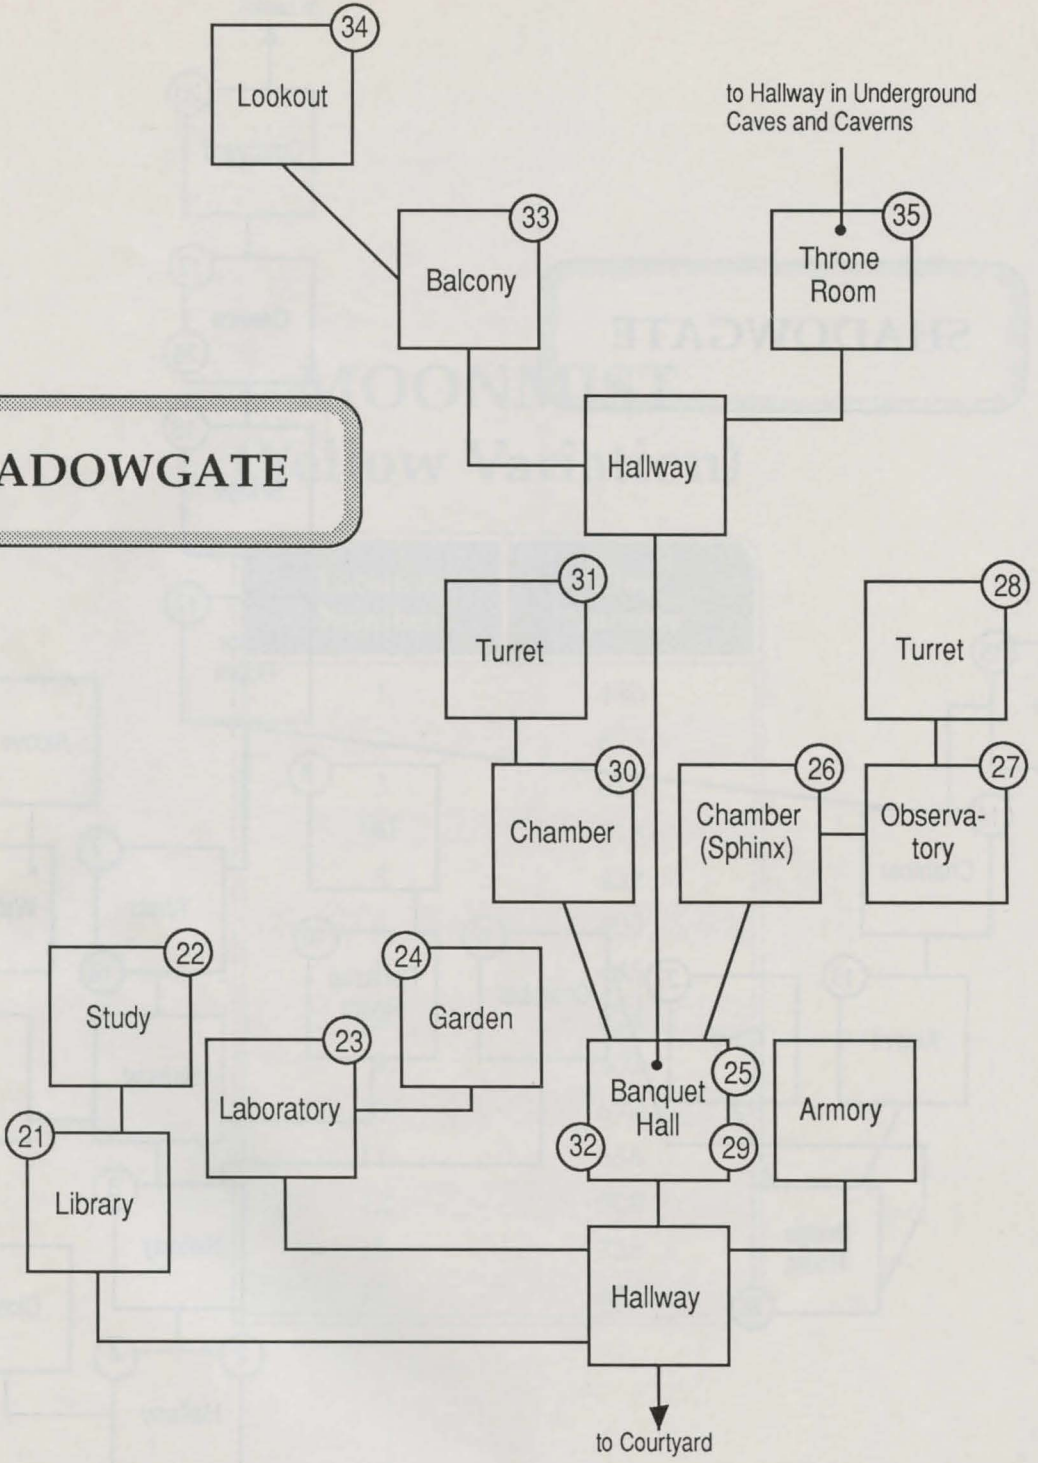 34
Lookout
to Hallway in Underground
Caves and Caverns
33
Balcony
35
Throne
Room
ADOWGATE
Hallway
31
Turret
28
Turret
30
Chamber
26
Chamber
(Sphinx)
27
Observa-
tory
22
Study
24
Garden
23
Laboratory
25
Banquet
Hall
32
29
Armory
21
Library
Hallway
to Courtyard